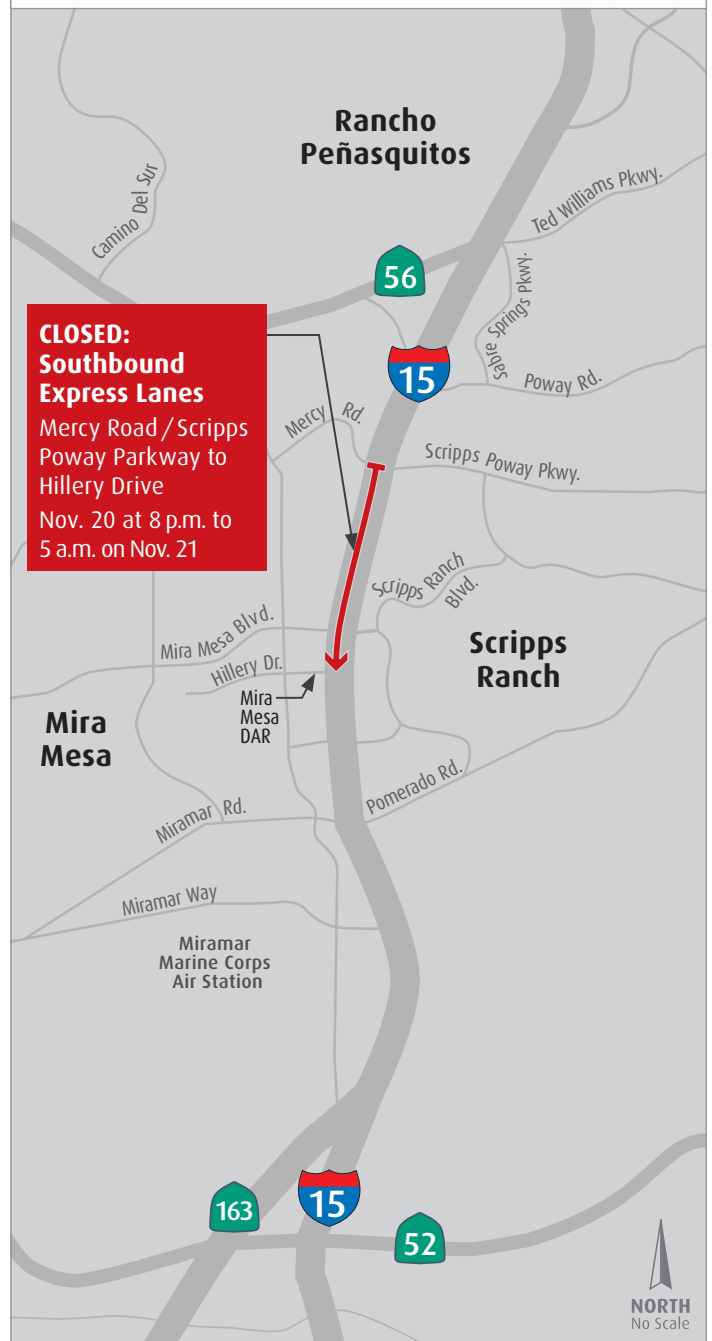 Rancho
Peñasquitos
Camino Del Sur
Ted Williams Pkwy.
56
Sabre Springs Pkwy.
CLOSED:
Southbound
Express Lanes
Mercy Road / Scripps
Poway Parkway to
Hillery Drive
Nov. 20 at 8 p.m. to
5 a.m. on Nov. 21
15
Poway Rd.
Mercy Rd.
Scripps Poway Pkwy.
Scripps Ranch
Blvd.
Mira Mesa Blvd.
Scripps
Ranch
Hillery Dr.
Mira
Mesa
DAR
Mira
Mesa
Pomerado Rd.
Miramar Rd.
Miramar Way
Miramar
Marine Corps
Air Station
163
15
52
NORTH
No Scale